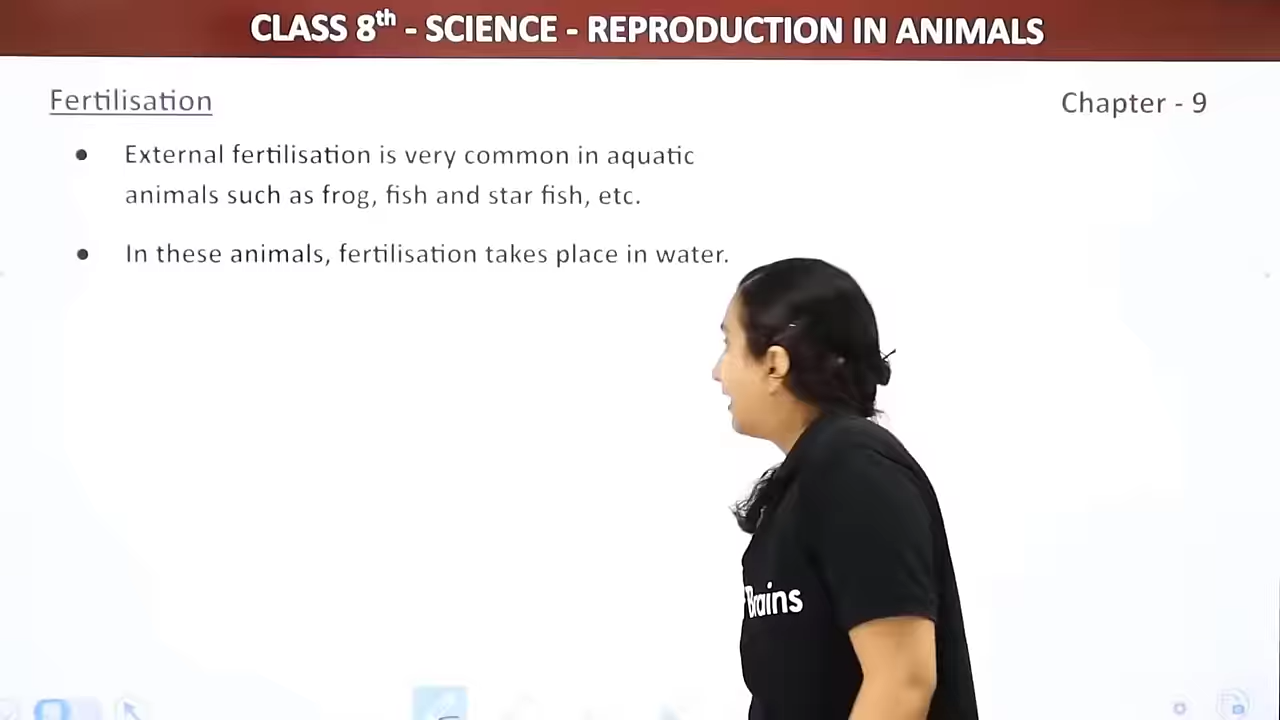 CLASS 8th - SCIENCE - REPRODUCTION IN ANIMALS
Fertilisation
Chapter - 9
● External fertilisation is very common in aquatic
animals such as frog, fish and star fish, etc.
● In these animals, fertilisation takes place in water.
Brains